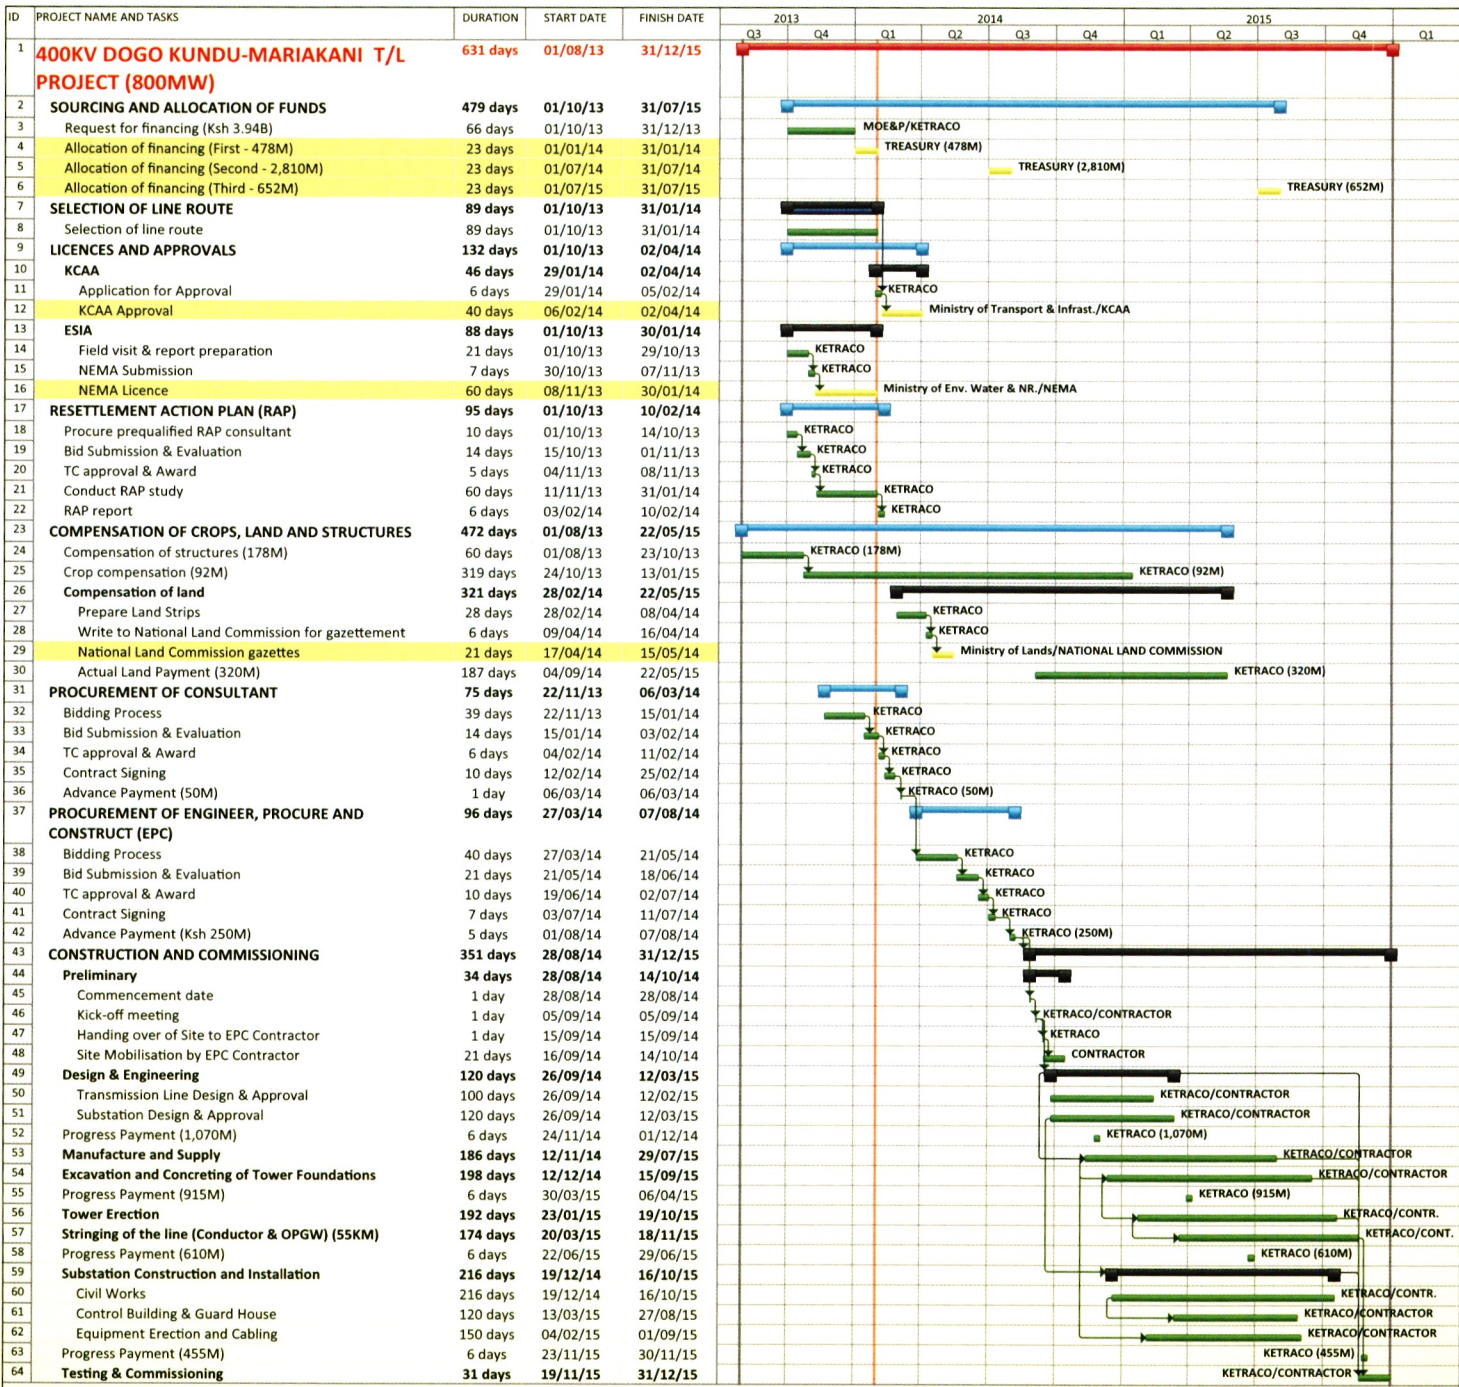 ID PROJECT NAME AND TASKS DURATION START DATE FINISH DATE 2013 2014 2015
Q3 Q4 Q1 Q2 Q3 Q4 Q1 Q2 Q3 Q4 Q1
1 400KV DOGO KUNDU-MARIAKANI T/L 631 days 01/08/13 31/12/15
PROJECT (800MW)
2 SOURCING AND ALLOCATION OF FUNDS 479 days 01/10/13 31/07/15
3 Request for financing (Ksh 3.94B) 66 days 01/10/13 31/12/13 MOE&P/KETRACO
4 Allocation of financing (First - 478M) 23 days 01/01/14 31/01/14 TREASURY (478M)
5 Allocation of financing (Second - 2,810M) 23 days 01/07/14 31/07/14 TREASURY (2,810M)
6 Allocation of financing (Third - 652M) 23 days 01/07/15 31/07/15 TREASURY (652M)
7 SELECTION OF LINE ROUTE 89 days 01/10/13 31/01/14
8 Selection of line route 89 days 01/10/13 31/01/14
9 LICENCES AND APPROVALS 132 days 01/10/13 02/04/14
10 KCAA 46 days 29/01/14 02/04/14
11 Application for Approval 6 days 29/01/14 05/02/14 KETRACO
12 KCAA Approval 40 days 06/02/14 02/04/14 Ministry of Transport & Infrast./KCAA
13 ESIA 88 days 01/10/13 30/01/14
14 Field visit & report preparation 21 days 01/10/13 29/10/13 KETRACO
15 NEMA Submission 7 days 30/10/13 07/11/13 KETRACO
16 NEMA Licence 60 days 08/11/13 30/01/14 Ministry of Env. Water & NR./NEMA
17 RESETTLEMENT ACTION PLAN (RAP) 95 days 01/10/13 10/02/14
18 Procure prequalified RAP consultant 10 days 01/10/13 14/10/13 KETRACO
19 Bid Submission & Evaluation 14 days 15/10/13 01/11/13 KETRACO
20 TC approval & Award 5 days 04/11/13 08/11/13 KETRACO
21 Conduct RAP study 60 days 11/11/13 31/01/14 KETRACO
22 RAP report 6 days 03/02/14 10/02/14 KETRACO
23 COMPENSATION OF CROPS, LAND AND STRUCTURES 472 days 01/08/13 22/05/15
24 Compensation of structures (178M) 60 days 01/08/13 23/10/13 KETRACO (178M)
25 Crop compensation (92M) 319 days 24/10/13 13/01/15 KETRACO (92M)
26 Compensation of land 321 days 28/02/14 22/05/15
27 Prepare Land Strips 28 days 28/02/14 08/04/14 KETRACO
28 Write to National Land Commission for gazettement 6 days 09/04/14 16/04/14 KETRACO
29 National Land Commission gazettes 21 days 17/04/14 15/05/14 Ministry of Lands/NATIONAL LAND COMMISSION
30 Actual Land Payment (320M) 187 days 04/09/14 22/05/15 KETRACO (320M)
31 PROCUREMENT OF CONSULTANT 75 days 22/11/13 06/03/14
32 Bidding Process 39 days 22/11/13 15/01/14 KETRACO
33 Bid Submission & Evaluation 14 days 15/01/14 03/02/14 KETRACO
34 TC approval & Award 6 days 04/02/14 11/02/14 KETRACO
35 Contract Signing 10 days 12/02/14 25/02/14 KETRACO
36 Advance Payment (50M) 1 day 06/03/14 06/03/14 KETRACO (50M)
37 PROCUREMENT OF ENGINEER, PROCURE AND 96 days 27/03/14 07/08/14
CONSTRUCT (EPC)
38 Bidding Process 40 days 27/03/14 21/05/14 KETRACO
39 Bid Submission & Evaluation 21 days 21/05/14 18/06/14 KETRACO
40 TC approval & Award 10 days 19/06/14 02/07/14 KETRACO
41 Contract Signing 7 days 03/07/14 11/07/14 KETRACO
42 Advance Payment (Ksh 250M) 5 days 01/08/14 07/08/14 KETRACO (250M)
43 CONSTRUCTION AND COMMISSIONING 351 days 28/08/14 31/12/15
44 Preliminary 34 days 28/08/14 14/10/14
45 Commencement date 1 day 28/08/14 28/08/14
46 Kick-off meeting 1 day 05/09/14 05/09/14 KETRACO/CONTRACTOR
47 Handing over of Site to EPC Contractor 1 day 15/09/14 15/09/14 KETRACO
48 Site Mobilisation by EPC Contractor 21 days 16/09/14 14/10/14 CONTRACTOR
49 Design & Engineering 120 days 26/09/14 12/03/15
50 Transmission Line Design & Approval 100 days 26/09/14 12/02/15 KETRACO/CONTRACTOR
51 Substation Design & Approval 120 days 26/09/14 12/03/15 KETRACO/CONTRACTOR
52 Progress Payment (1,070M) 6 days 24/11/14 01/12/14 KETRACO (1,070M)
53 Manufacture and Supply 186 days 12/11/14 29/07/15 KETRACO/CONTRACTOR
54 Excavation and Concreting of Tower Foundations 198 days 12/12/14 15/09/15 KETRACO/CONTRACTOR
55 Progress Payment (915M) 6 days 30/03/15 06/04/15 KETRACO (915M)
56 Tower Erection 192 days 23/01/15 19/10/15 KETRACO/CONTR.
57 Stringing of the line (Conductor & OPGW) (55KM) 174 days 20/03/15 18/11/15 KETRACO/CONT.
58 Progress Payment (610M) 6 days 22/06/15 29/06/15 KETRACO (610M)
59 Substation Construction and Installation 216 days 19/12/14 16/10/15
60 Civil Works 216 days 19/12/14 16/10/15 KETRACO/CONTR.
61 Control Building & Guard House 120 days 13/03/15 27/08/15 KETRACO/CONTRACTOR
62 Equipment Erection and Cabling 150 days 04/02/15 01/09/15 KETRACO/CONTRACTOR
63 Progress Payment (455M) 6 days 23/11/15 30/11/15 KETRACO (455M)
64 Testing & Commissioning 31 days 19/11/15 31/12/15 KETRACO/CONTRACTOR